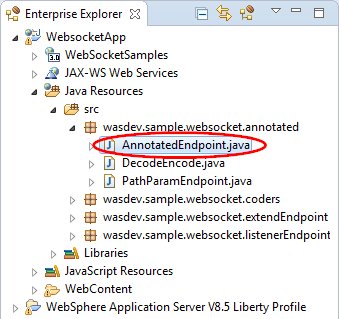 Enterprise Explorer
WebsocketApp
WebSocketSamples
JAX-WS Web Services
Java Resources
src
wasdev.sample.websocket.annotated
AnnotatedEndpoint.java
DecodeEncode.java
PathParamEndpoint.java
wasdev.sample.websocket.coders
wasdev.sample.websocket.extendEndpoint
wasdev.sample.websocket.listenerEndpoint
Libraries
JavaScript Resources
WebContent
WebSphere Application Server V8.5 Liberty Profile